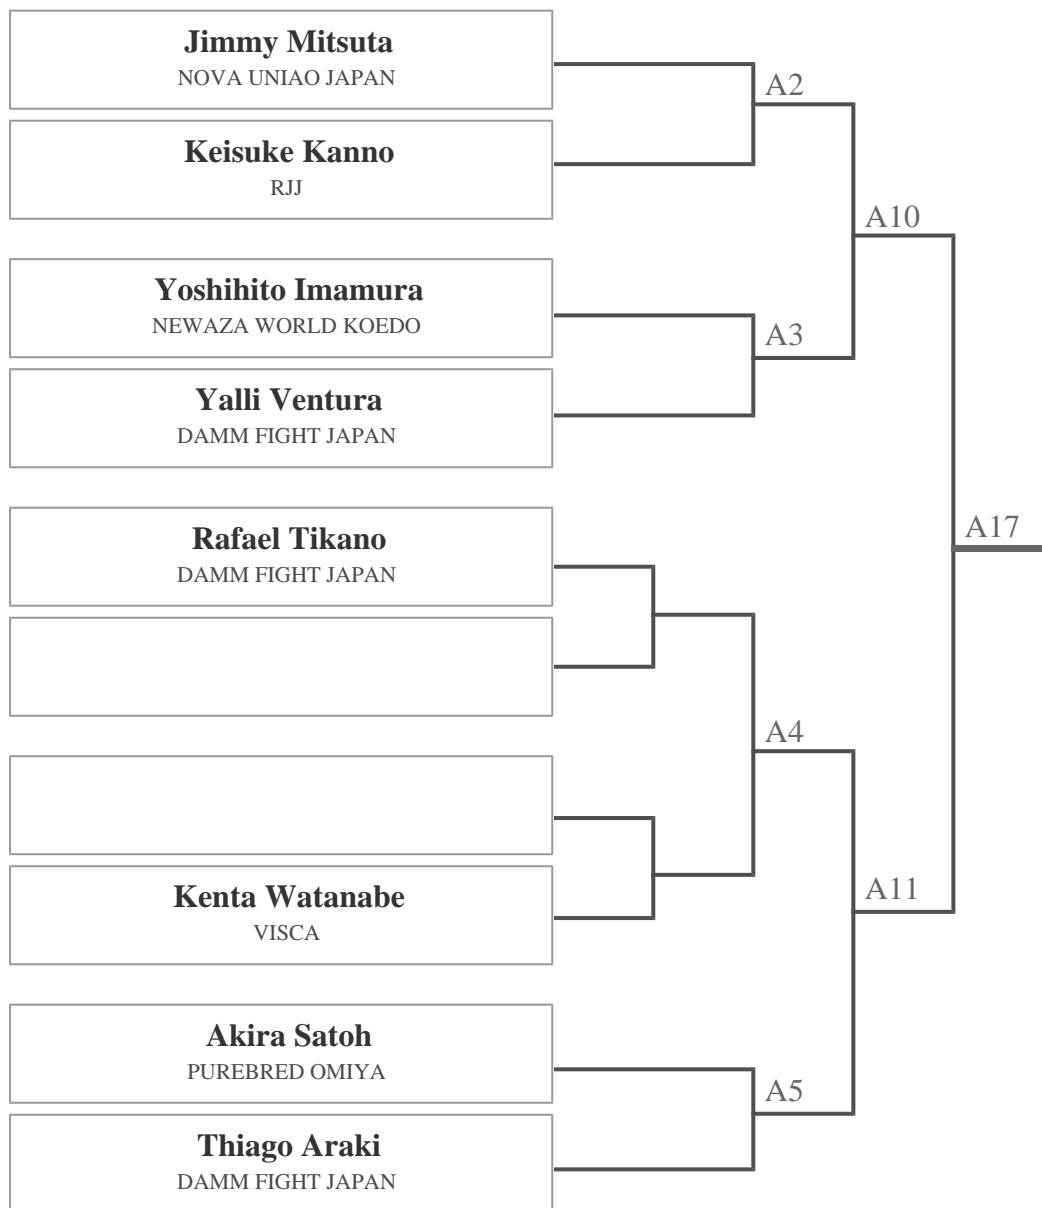 Jimmy Mitsuta
NOVA UNIAO JAPAN
A2
Keisuke Kanno
RJJ
A10
Yoshihito Imamura
NEWAZA WORLD KOEDO
A3
Yalli Ventura
DAMM FIGHT JAPAN
A17
Rafael Tikano
DAMM FIGHT JAPAN
A4
Kenta Watanabe
VISCA
A11
Akira Satoh
PUREBRED OMIYA
A5
Thiago Araki
DAMM FIGHT JAPAN